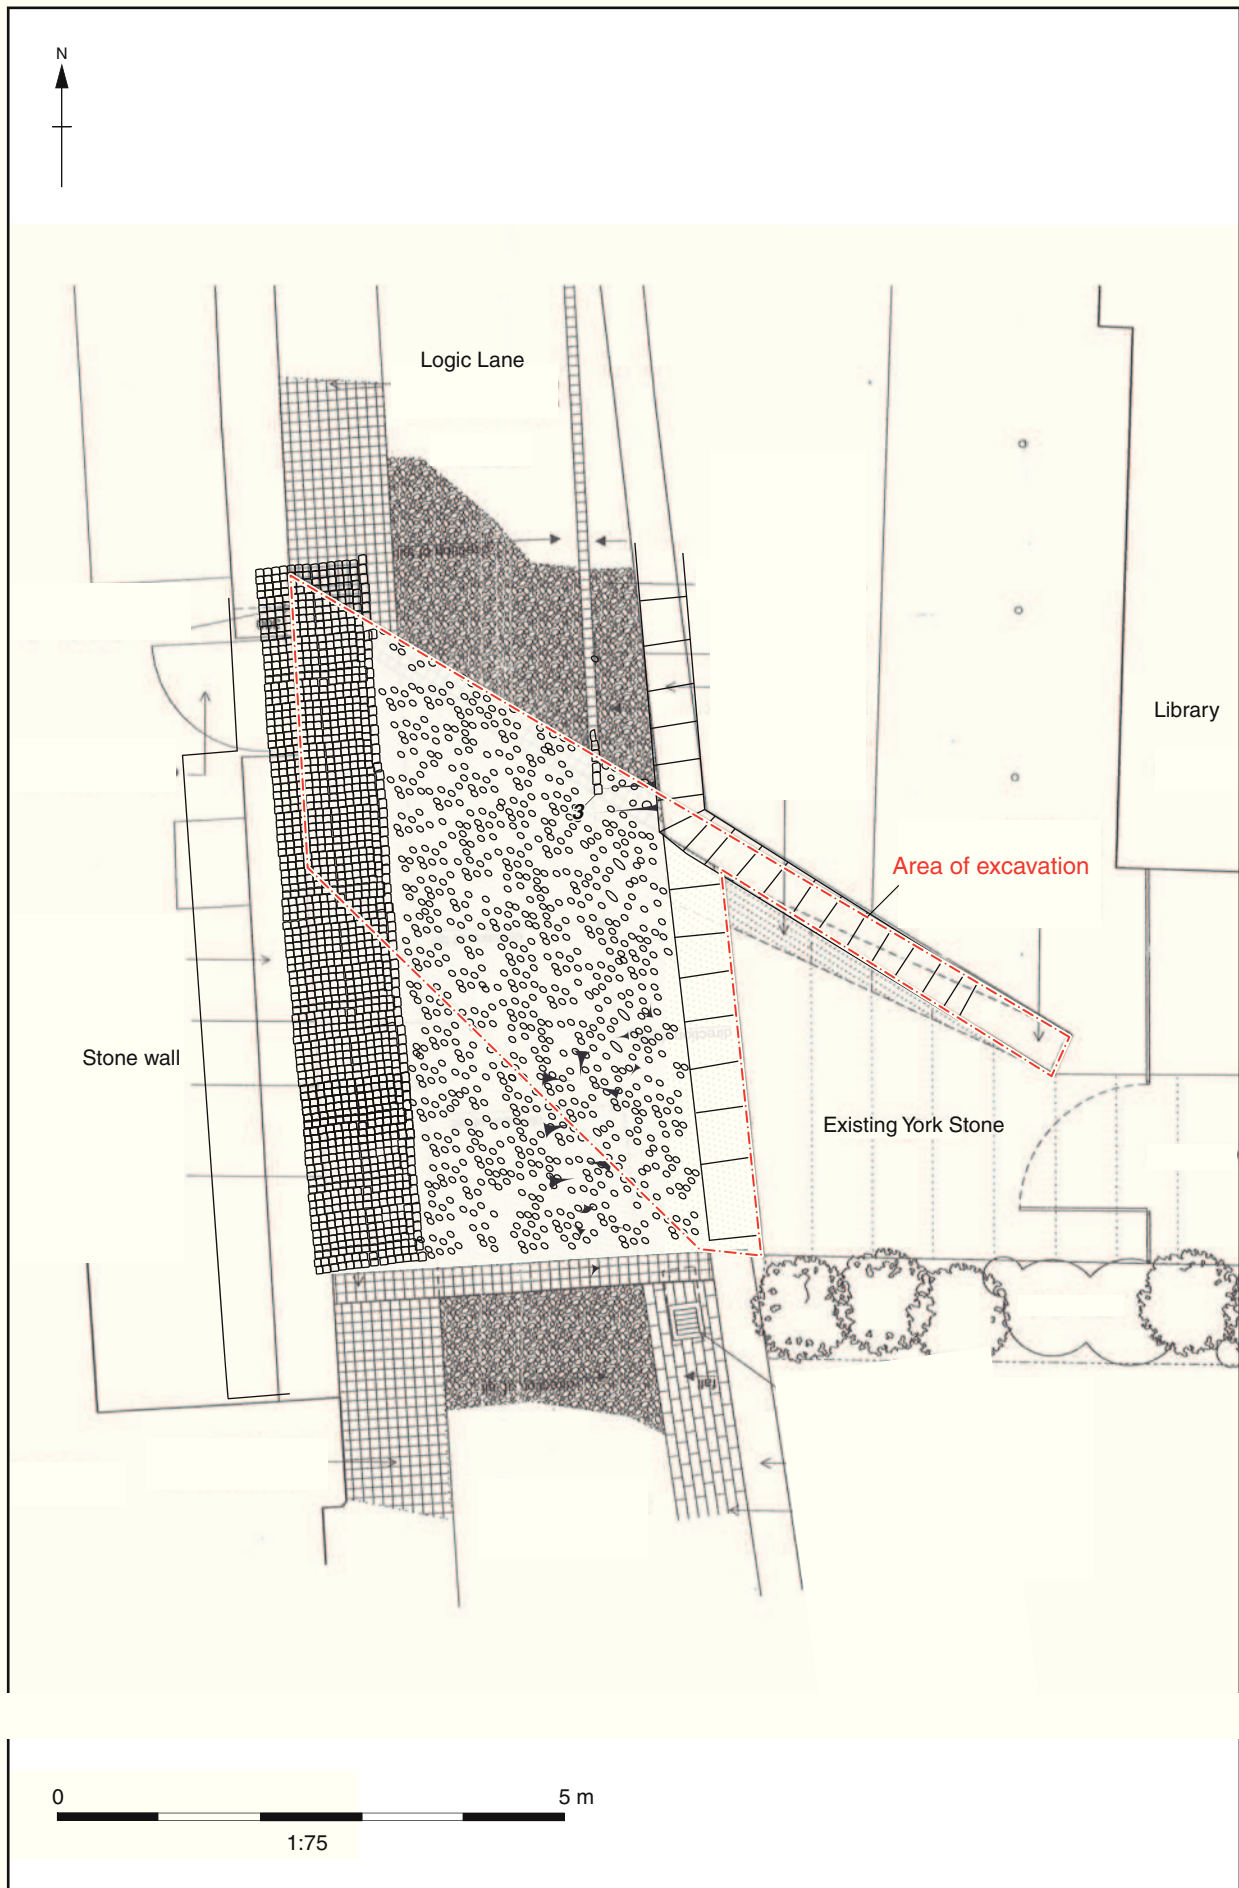 N
Logic Lane
Library
3
Area of excavation
Stone wall
Existing York Stone
0 5 m
1:75